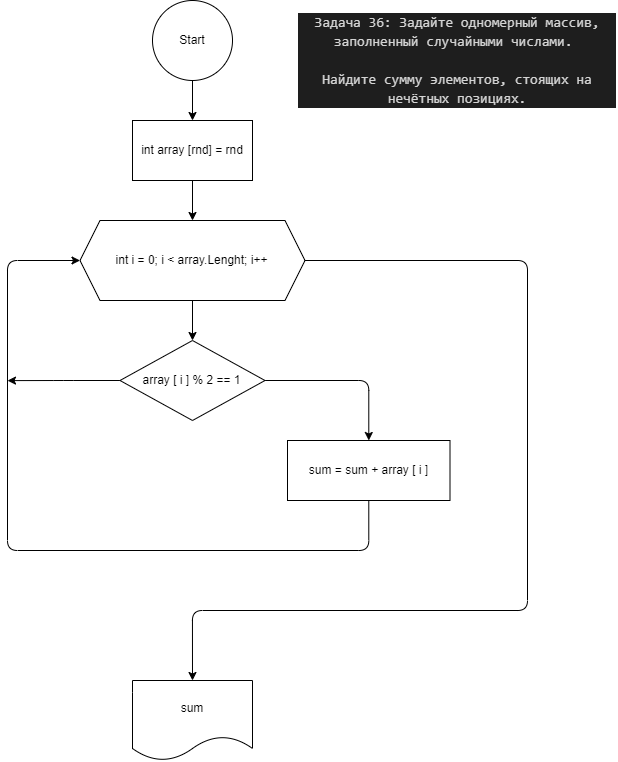 Start
Задача 36: Задайте одномерный массив,
заполненный случайными числами.
Найдите сумму элементов, стоящих на
нечётных позициях.
int array [rnd] = rnd
int i = 0; i < array.Lenght; i++
array [ i ] % 2 == 1
sum = sum + array [ i ]
sum